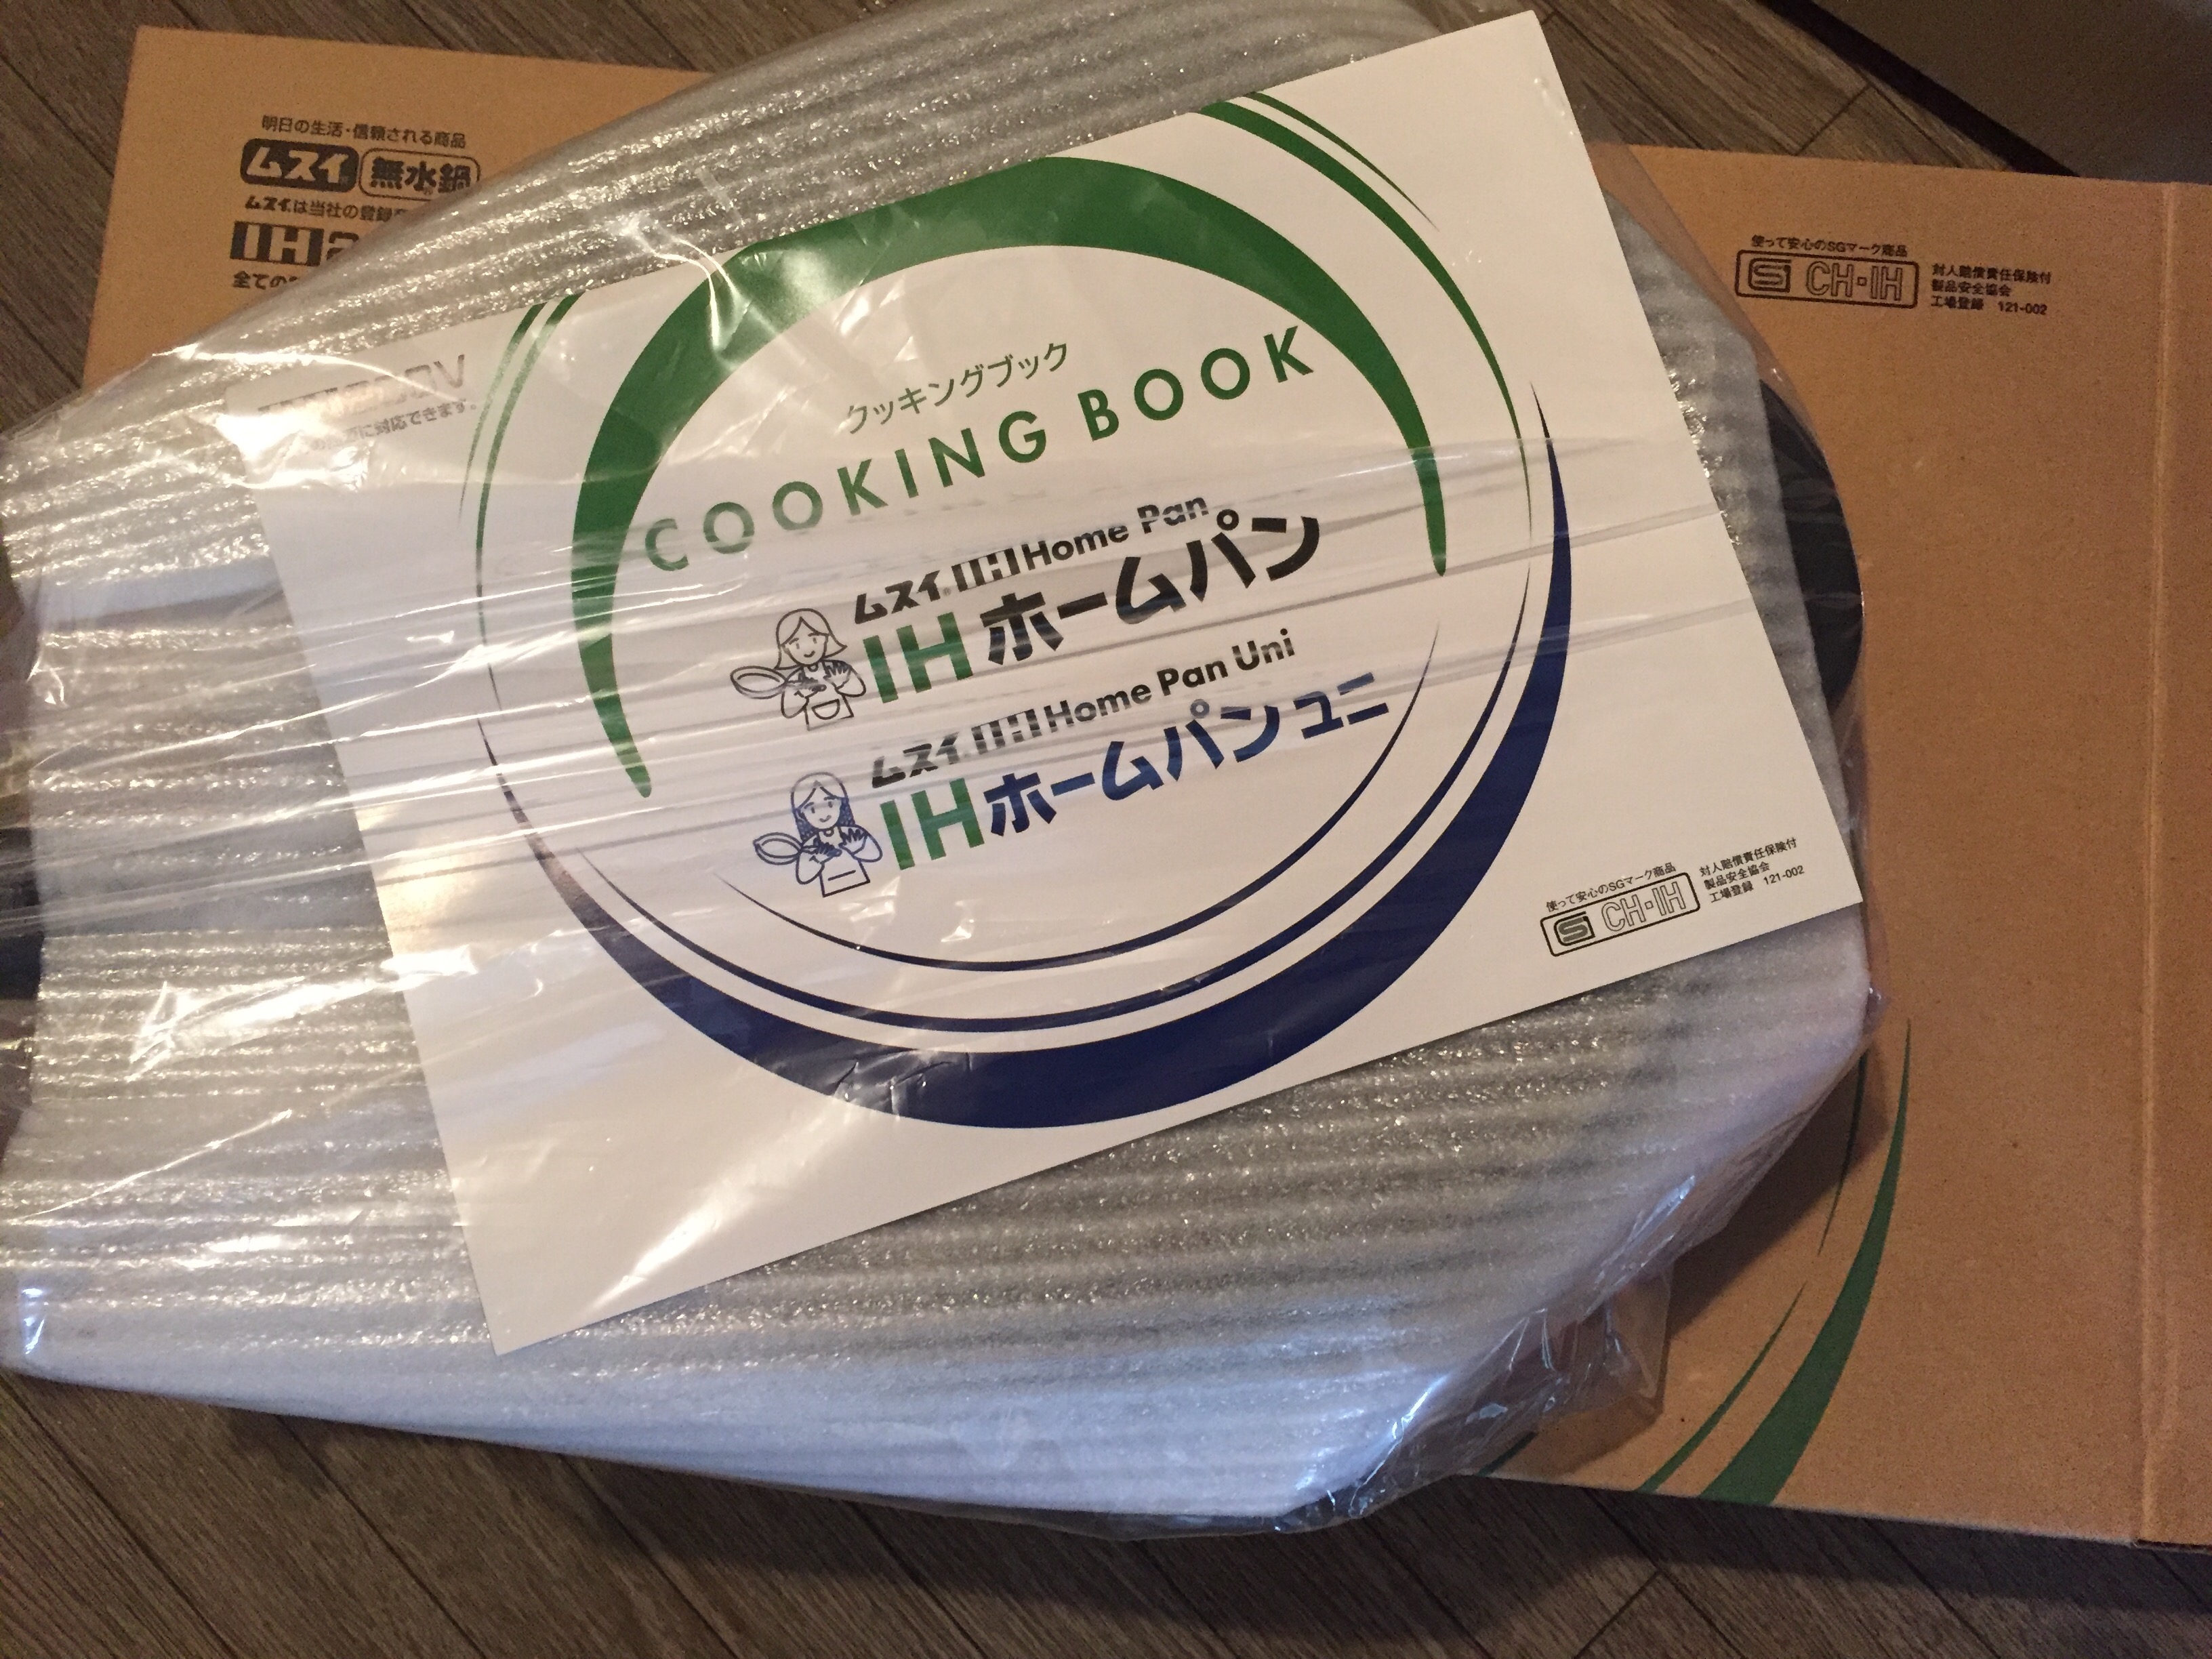 明日の生活・信頼される商品
ムスイ 無水鍋
ムスイは当社の登録
IH
全ての
使って安心のSGマーク商品
CH・IH
対人賠償責任保険付
製品安全協会
工場登録 121-002
に対応できます。
クッキングブック
COOKING BOOK
ムスイ IH Home Pan
IHホームパン
ムスイ IH Home Pan Uni
IHホームパンユニ
使って安心のSGマーク商品
CH・IH
対人賠償責任保険付
製品安全協会
工場登録 121-002